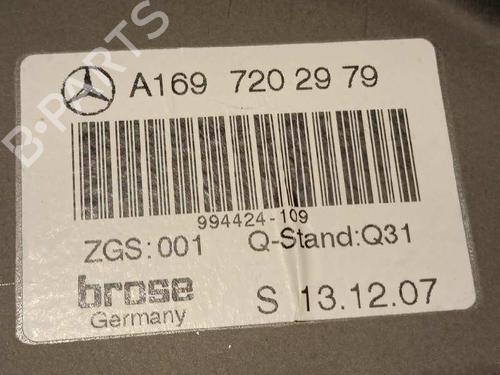 B-PARTS
A169 720 29 79
994424-109
ZGS:001 Q-Stand:Q31
brose
Germany
S 13.12.07